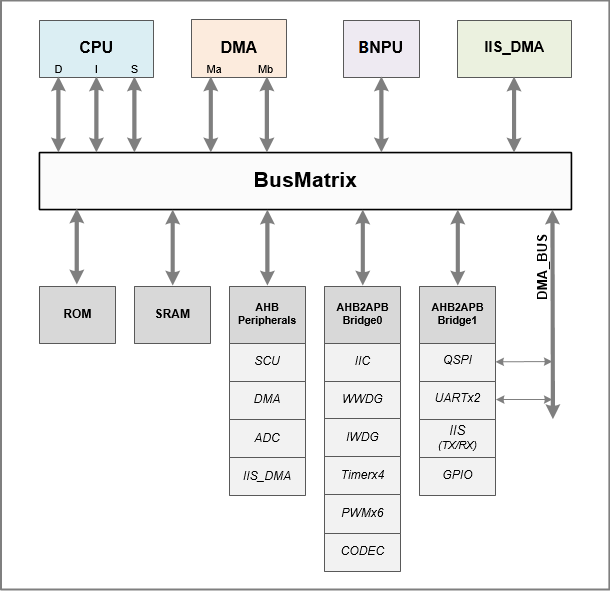 CPU
D I S
DMA
Ma Mb
BNPU
IIS_DMA
BusMatrix
DMA_BUS
ROM
SRAM
AHB
Peripherals
SCU
DMA
ADC
IIS_DMA
AHB2APB
Bridge0
IIC
WWDG
IWDG
Timerx4
PWMx6
CODEC
AHB2APB
Bridge1
QSPI
UARTx2
IIS
(TX/RX)
GPIO